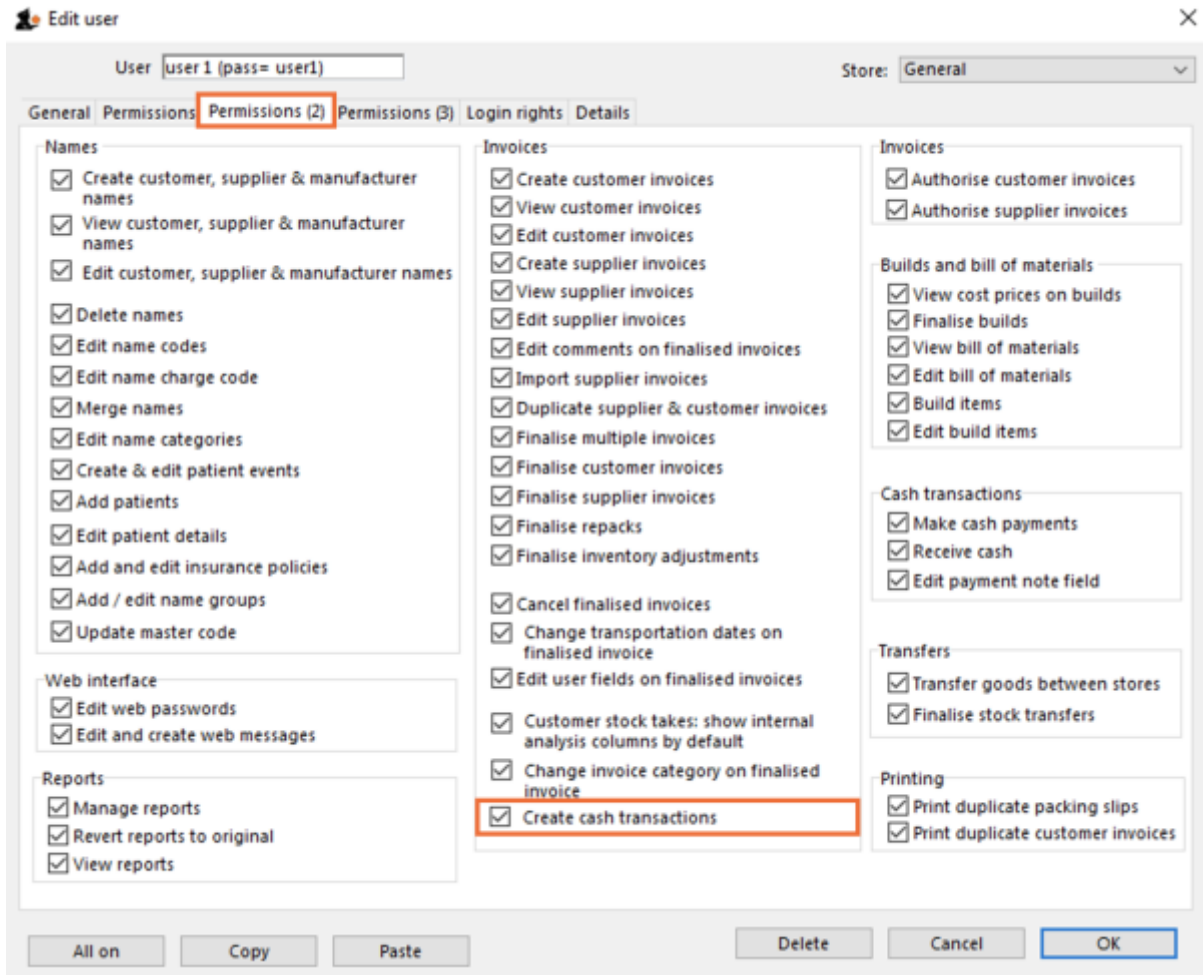 Edit user
User user 1 (pass= user1)
Store: General
General Permissions Permissions (2) Permissions (3) Login rights Details
Names
Create customer, supplier & manufacturer
names
View customer, supplier & manufacturer
names
Edit customer, supplier & manufacturer names
Delete names
Edit name codes
Edit name charge code
Merge names
Edit name categories
Create & edit patient events
Add patients
Edit patient details
Add and edit insurance policies
Add / edit name groups
Update master code
Web interface
Edit web passwords
Edit and create web messages
Reports
Manage reports
Revert reports to original
View reports
Invoices
Create customer invoices
View customer invoices
Edit customer invoices
Create supplier invoices
View supplier invoices
Edit supplier invoices
Edit comments on finalised invoices
Import supplier invoices
Duplicate supplier & customer invoices
Finalise multiple invoices
Finalise customer invoices
Finalise supplier invoices
Finalise repacks
Finalise inventory adjustments
Cancel finalised invoices
Change transportation dates on
finalised invoice
Edit user fields on finalised invoices
Customer stock takes: show internal
analysis columns by default
Change invoice category on finalised
invoice
Create cash transactions
Invoices
Authorise customer invoices
Authorise supplier invoices
Builds and bill of materials
View cost prices on builds
Finalise builds
View bill of materials
Edit bill of materials
Build items
Edit build items
Cash transactions
Make cash payments
Receive cash
Edit payment note field
Transfers
Transfer goods between stores
Finalise stock transfers
Printing
Print duplicate packing slips
Print duplicate customer invoices
All on Copy Paste Delete Cancel OK